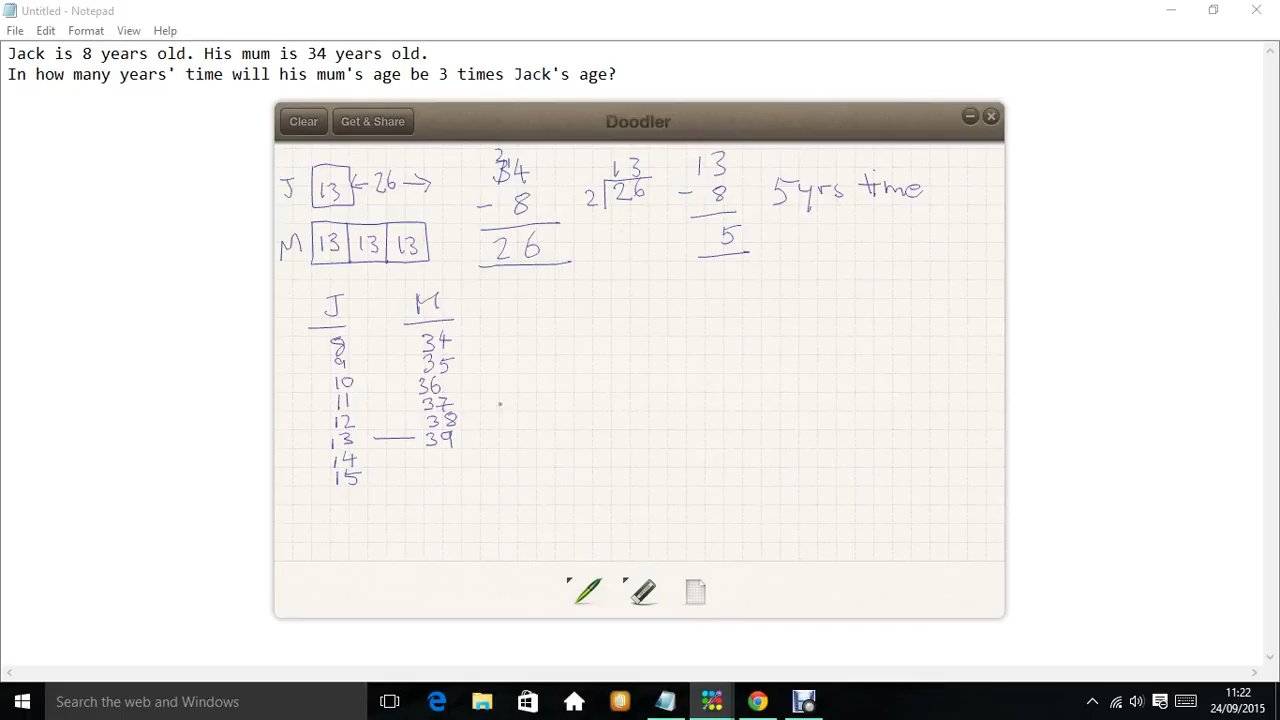 Untitled - Notepad
File Edit Format View Help
Jack is 8 years old. His mum is 34 years old.
In how many years' time will his mum's age be 3 times Jack's age?
Clear Get & Share Doodler
J 13 26
M 13 13 13
34
- 8
26
13
2 26
13
- 8
5
5 yrs time
J M
8 34
9 35
10 36
11 37
12 38
13 — 39
14
15
Search the web and Windows
11:22
24/09/2015